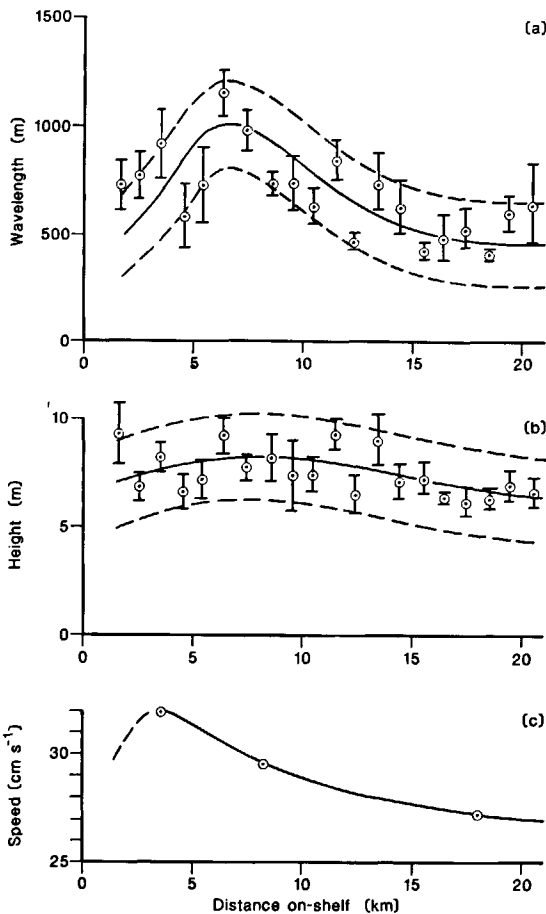 (a)
1500
1000
500
0
Wavelength (m)
0 5 10 15 20
(b)
10
5
0
Height (m)
0 5 10 15 20
(c)
30
25
Speed (cm s⁻¹)
0 5 10 15 20
Distance on-shelf (km)